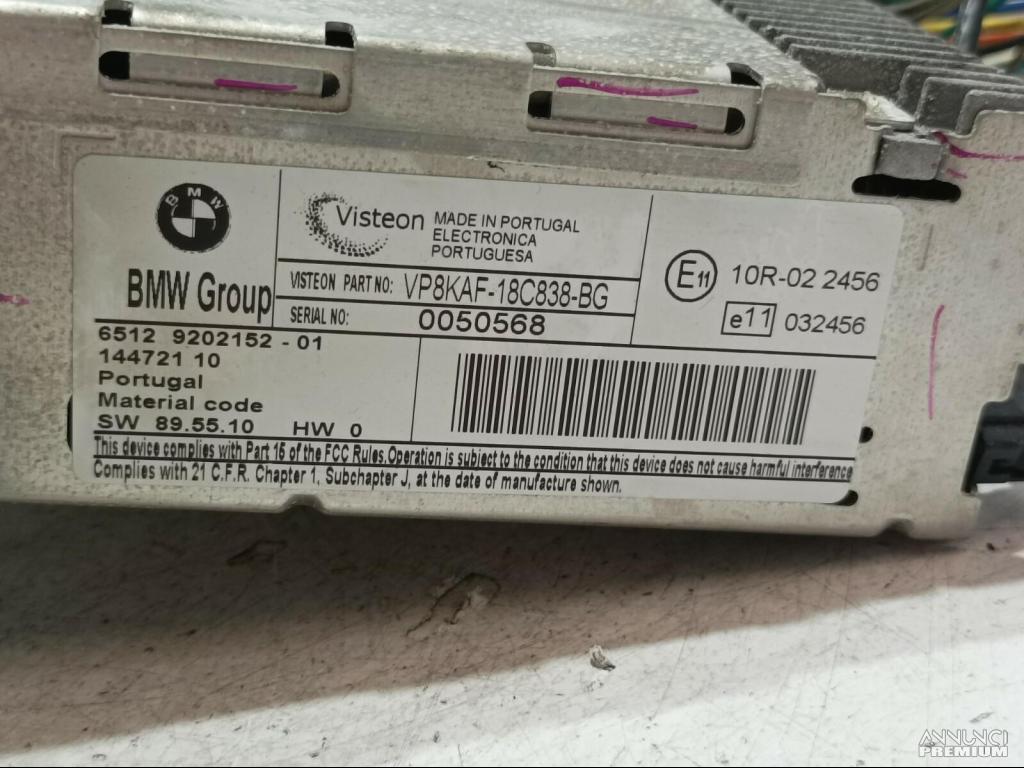 BMW
BMW Group
Visteon
MADE IN PORTUGAL
ELECTRONICA
PORTUGUESA
VISTEON PART NO: VP8KAF-18C838-BG
SERIAL NO: 0050568
E11 10R-02 2456
e11 032456
6512 9202152 - 01
144721 10
Portugal
Material code
SW 89.55.10 HW 0
This device complies with Part 15 of the FCC Rules.Operation is subject to the condition that this device does not cause harmful interference
Complies with 21 C.F.R. Chapter 1, Subchapter J, at the date of manufacture shown.
ANNUNCI
PREMIUM